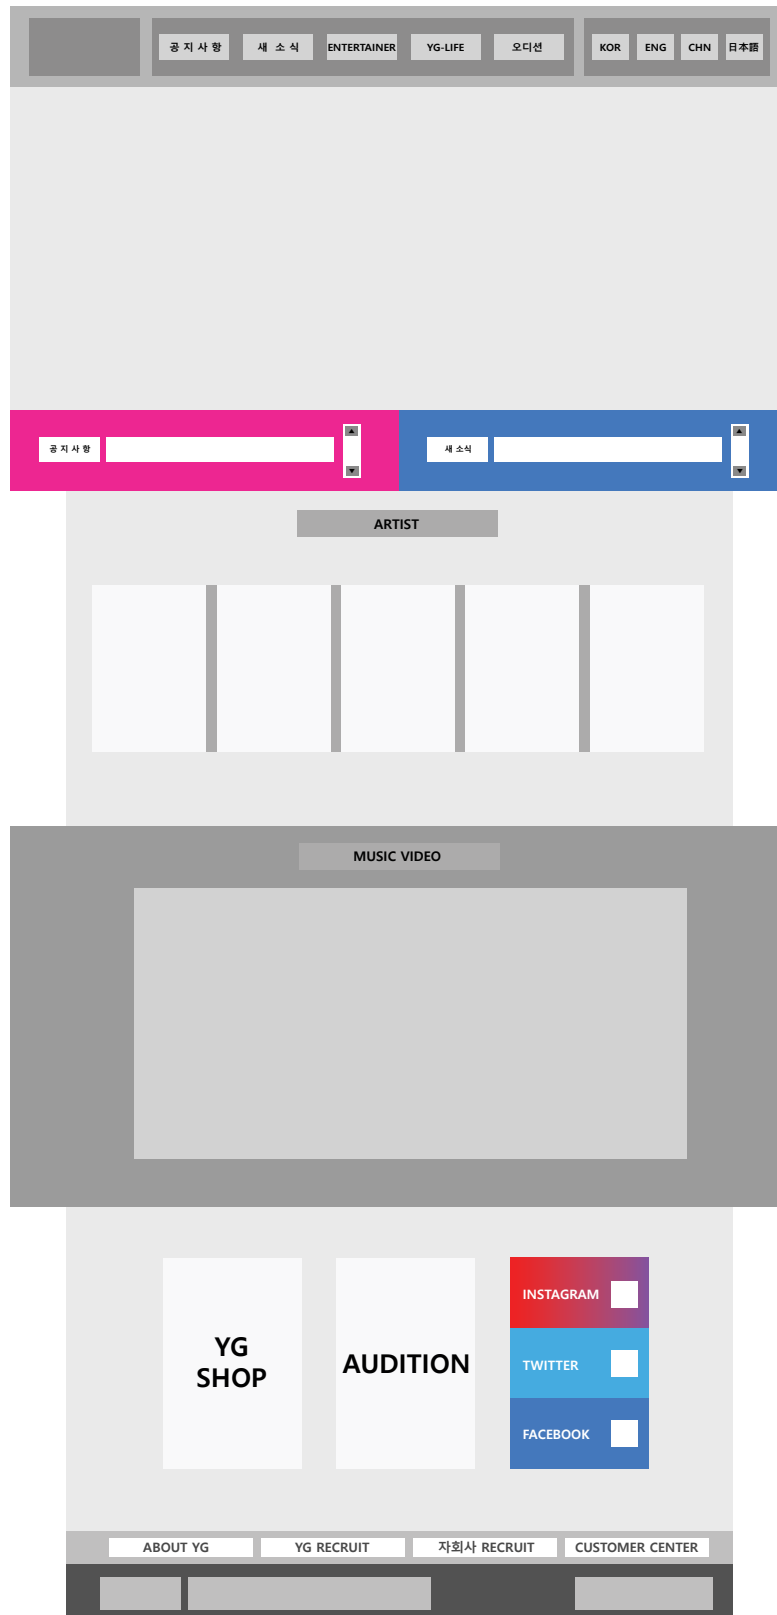 공 지 사 항 새 소 식 ENTERTAINER YG-LIFE 오디션 KOR ENG CHN 日本語
공 지 사 항 새 소식
ARTIST
MUSIC VIDEO
YG
SHOP
AUDITION
INSTAGRAM
TWITTER
FACEBOOK
ABOUT YG YG RECRUIT 자회사 RECRUIT CUSTOMER CENTER